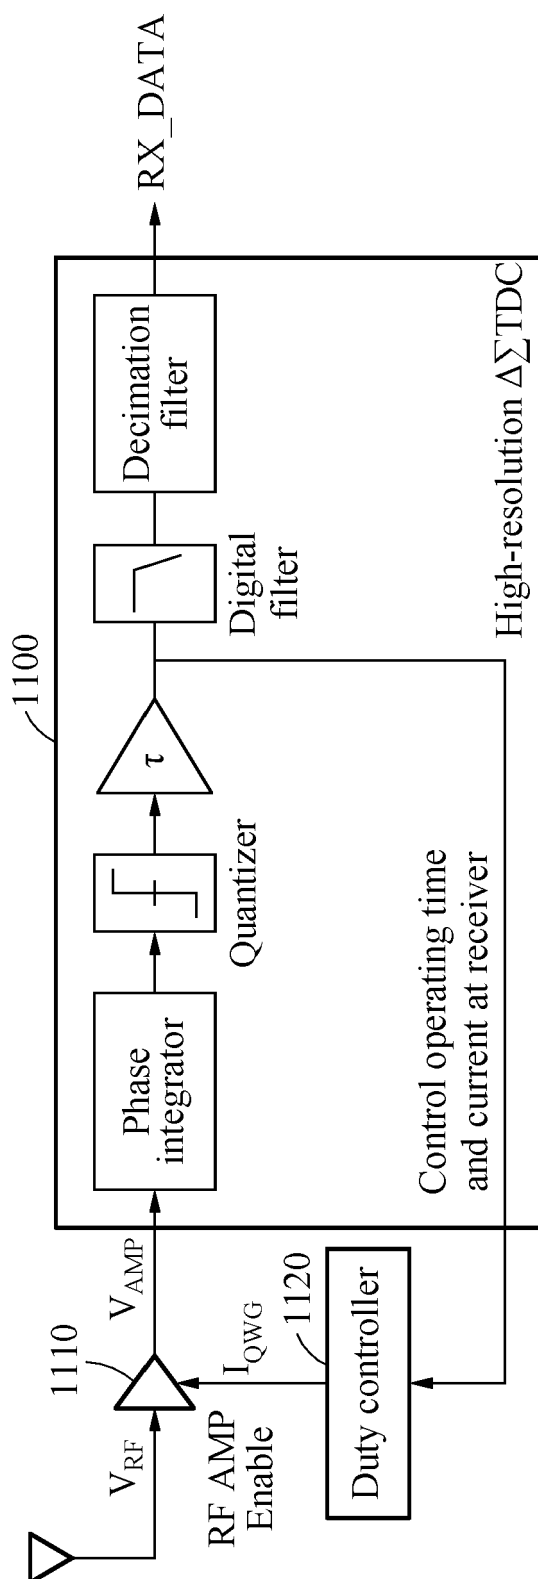 V_RF
1110
V_AMP
RF AMP
Enable
I_QWG
1120
Duty controller
1100
Phase
integrator
Quantizer
τ
Digital
filter
Decimation
filter
RX_DATA
Control operating time
and current at receiver
High-resolution ΔΣTDC